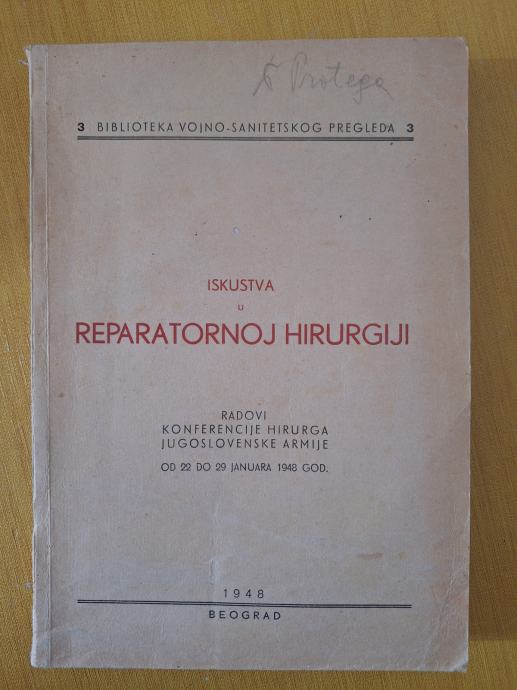 Protega
3 BIBLIOTEKA VOJNO-SANITETSKOG PREGLEDA 3
ISKUSTVA
u
REPARATORNOJ HIRURGIJI
RADOVI
KONFERENCIJE HIRURGA
JUGOSLOVENSKE ARMIJE
OD 22 DO 29 JANUARA 1948 GOD.
1948
BEOGRAD